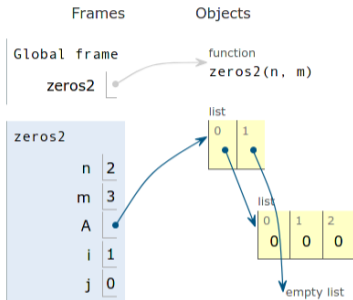 Frames Objects
Global frame
zeros2
function
zeros2(n, m)
zeros2
n 2
m 3
A
i 1
j 0
list
0 1
list
0 1 2
0 0 0
empty list